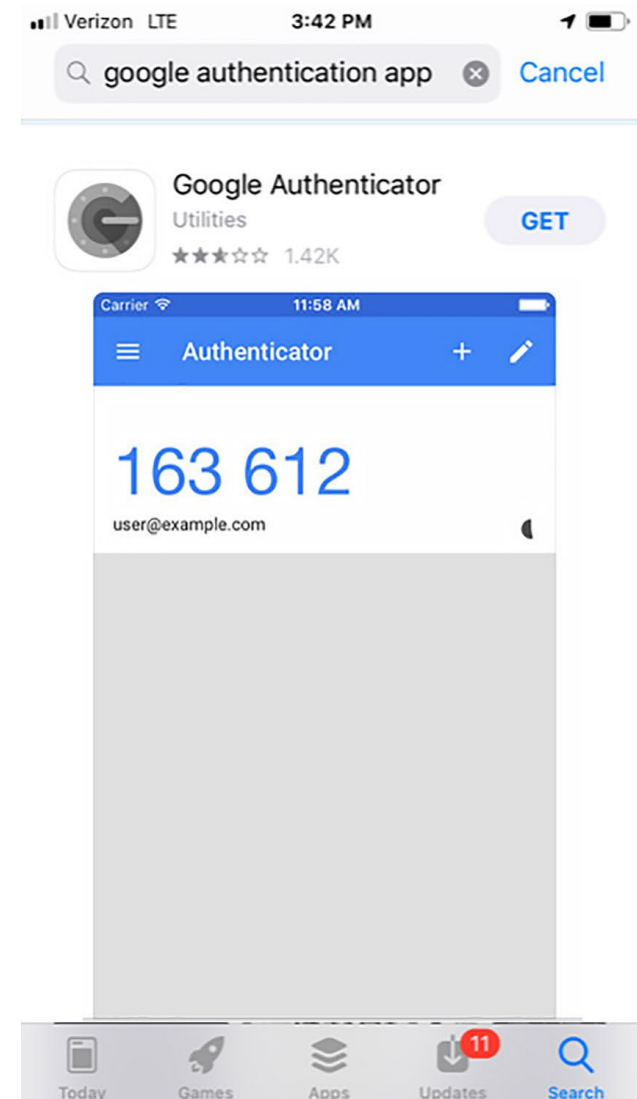 Verizon LTE 3:42 PM
google authentication app Cancel
Google Authenticator
Utilities
GET
1.42K
Carrier 11:58 AM
Authenticator
163 612
user@example.com
11
Today Games Apps Updates Search